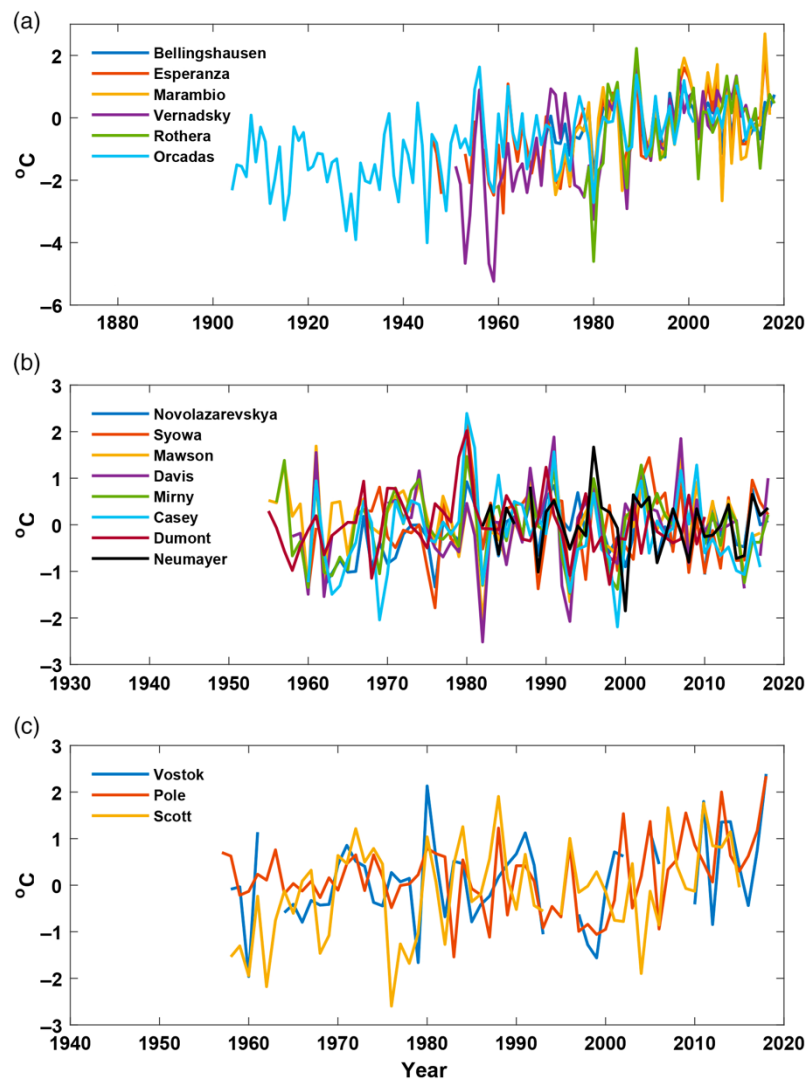 (a)
2
0
–2
–4
–6
°C
Bellingshausen
Esperanza
Marambio
Vernadsky
Rothera
Orcadas
1880 1900 1920 1940 1960 1980 2000 2020
(b)
3
2
1
0
–1
–2
–3
Novolazarevskya
Syowa
Mawson
Davis
Mirny
Casey
Dumont
Neumayer
1930 1940 1950 1960 1970 1980 1990 2000 2010 2020
(c)
3
2
1
0
–1
–2
–3
°C
Vostok
Pole
Scott
1940 1950 1960 1970 1980 1990 2000 2010 2020
Year